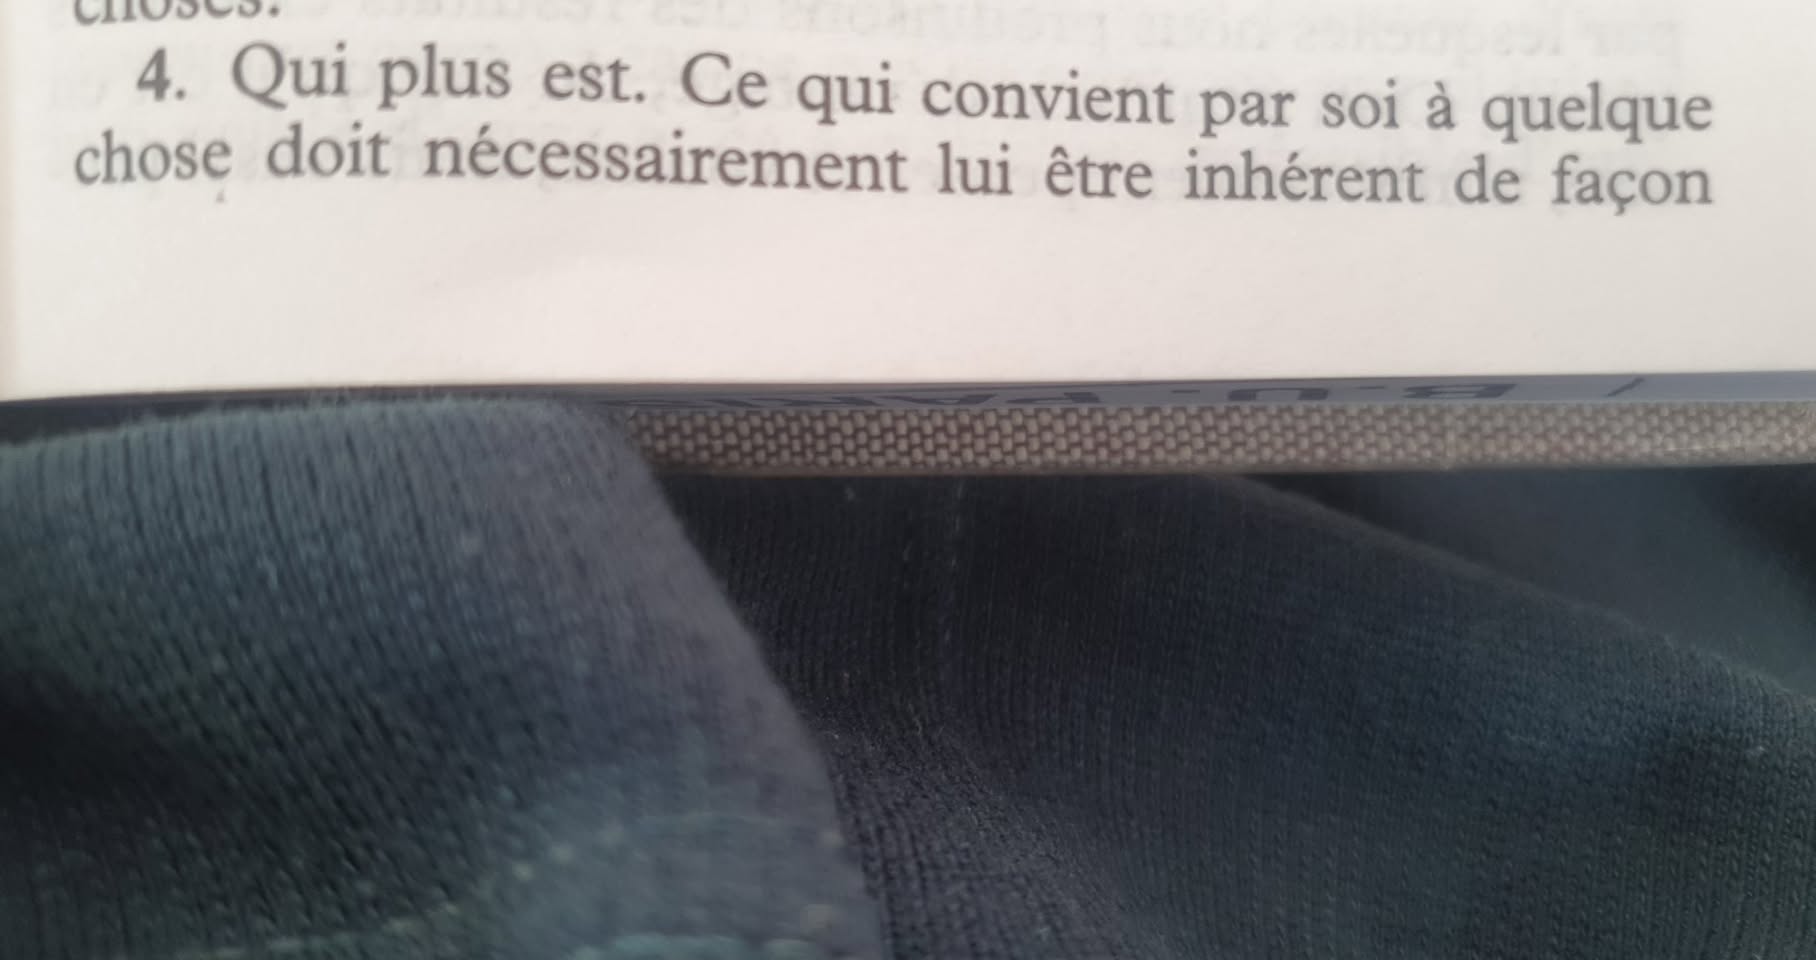 choses.
4. Qui plus est. Ce qui convient par soi à quelque
chose doit nécessairement lui être inhérent de façon
B.U. PARIS